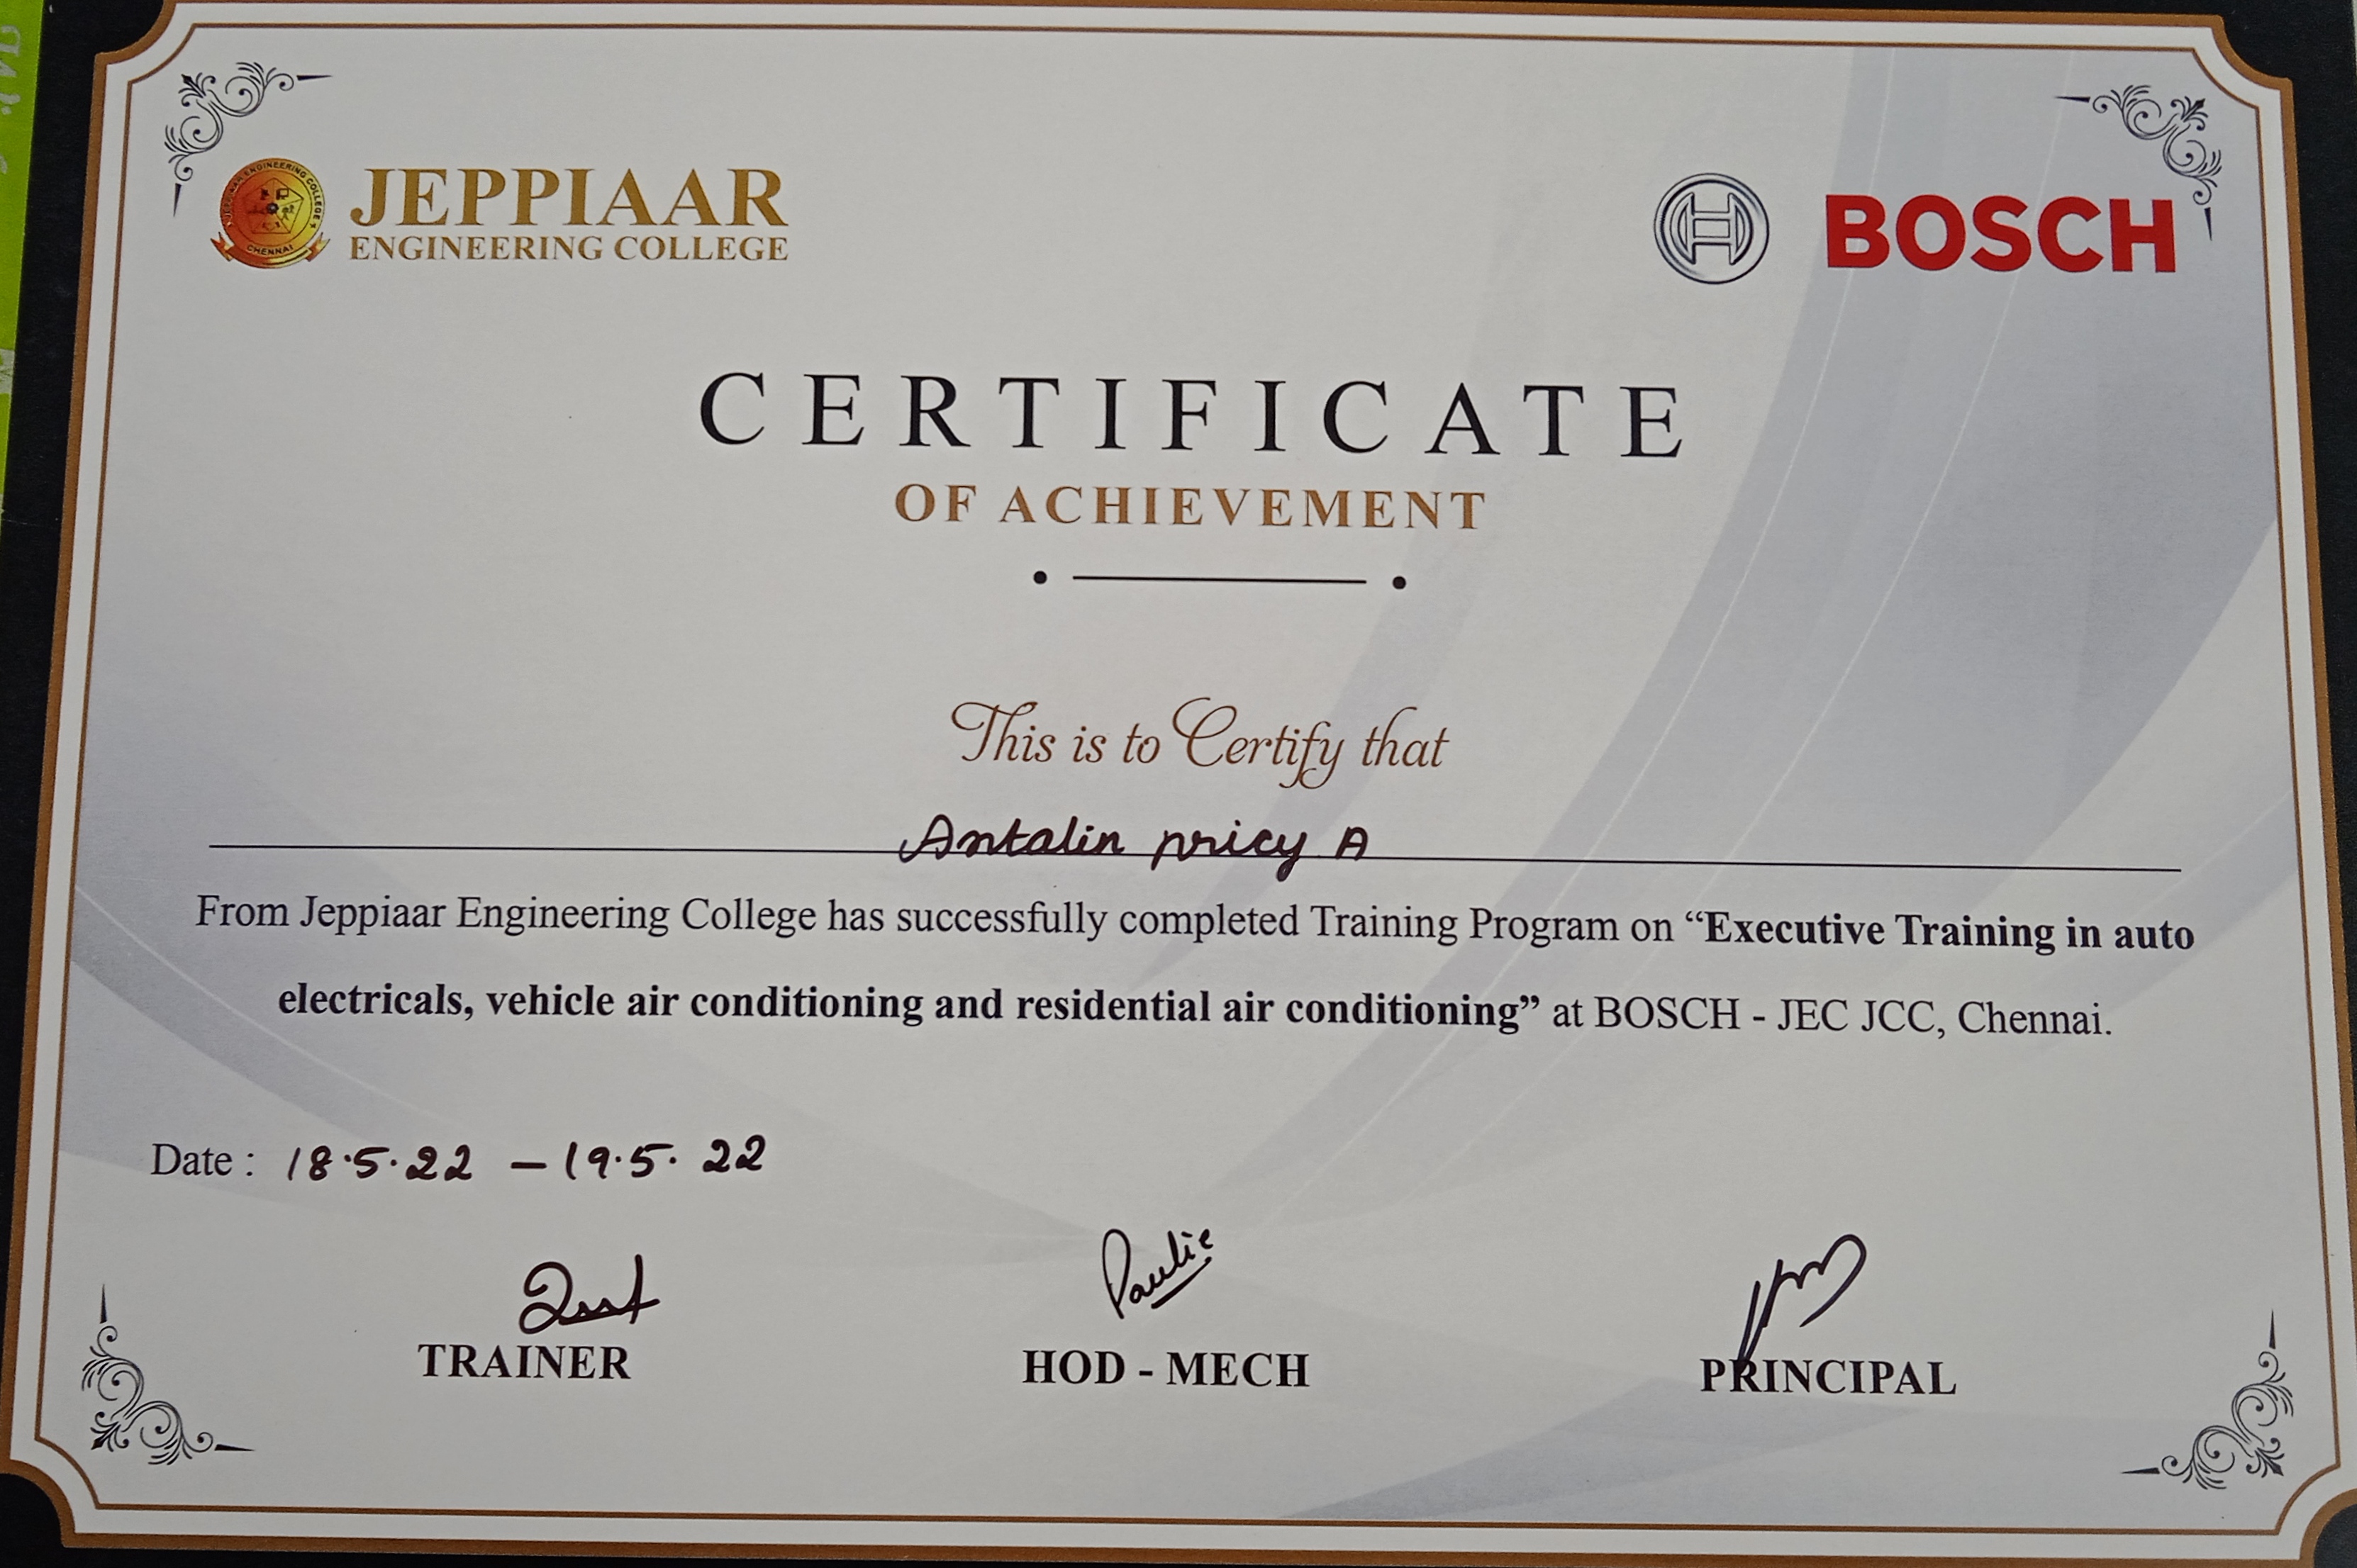 JEPPIAAR
ENGINEERING COLLEGE
BOSCH
JEPPIAAR ENGINEERING COLLEGE
CHENNAI
CERTIFICATE
OF ACHIEVEMENT
This is to Certify that
Antalin pricy A
From Jeppiaar Engineering College has successfully completed Training Program on “Executive Training in auto
electricals, vehicle air conditioning and residential air conditioning” at BOSCH - JEC JCC, Chennai.
Date : 18.5.22 – 19.5.22
Paulie
TRAINER
HOD - MECH
PRINCIPAL